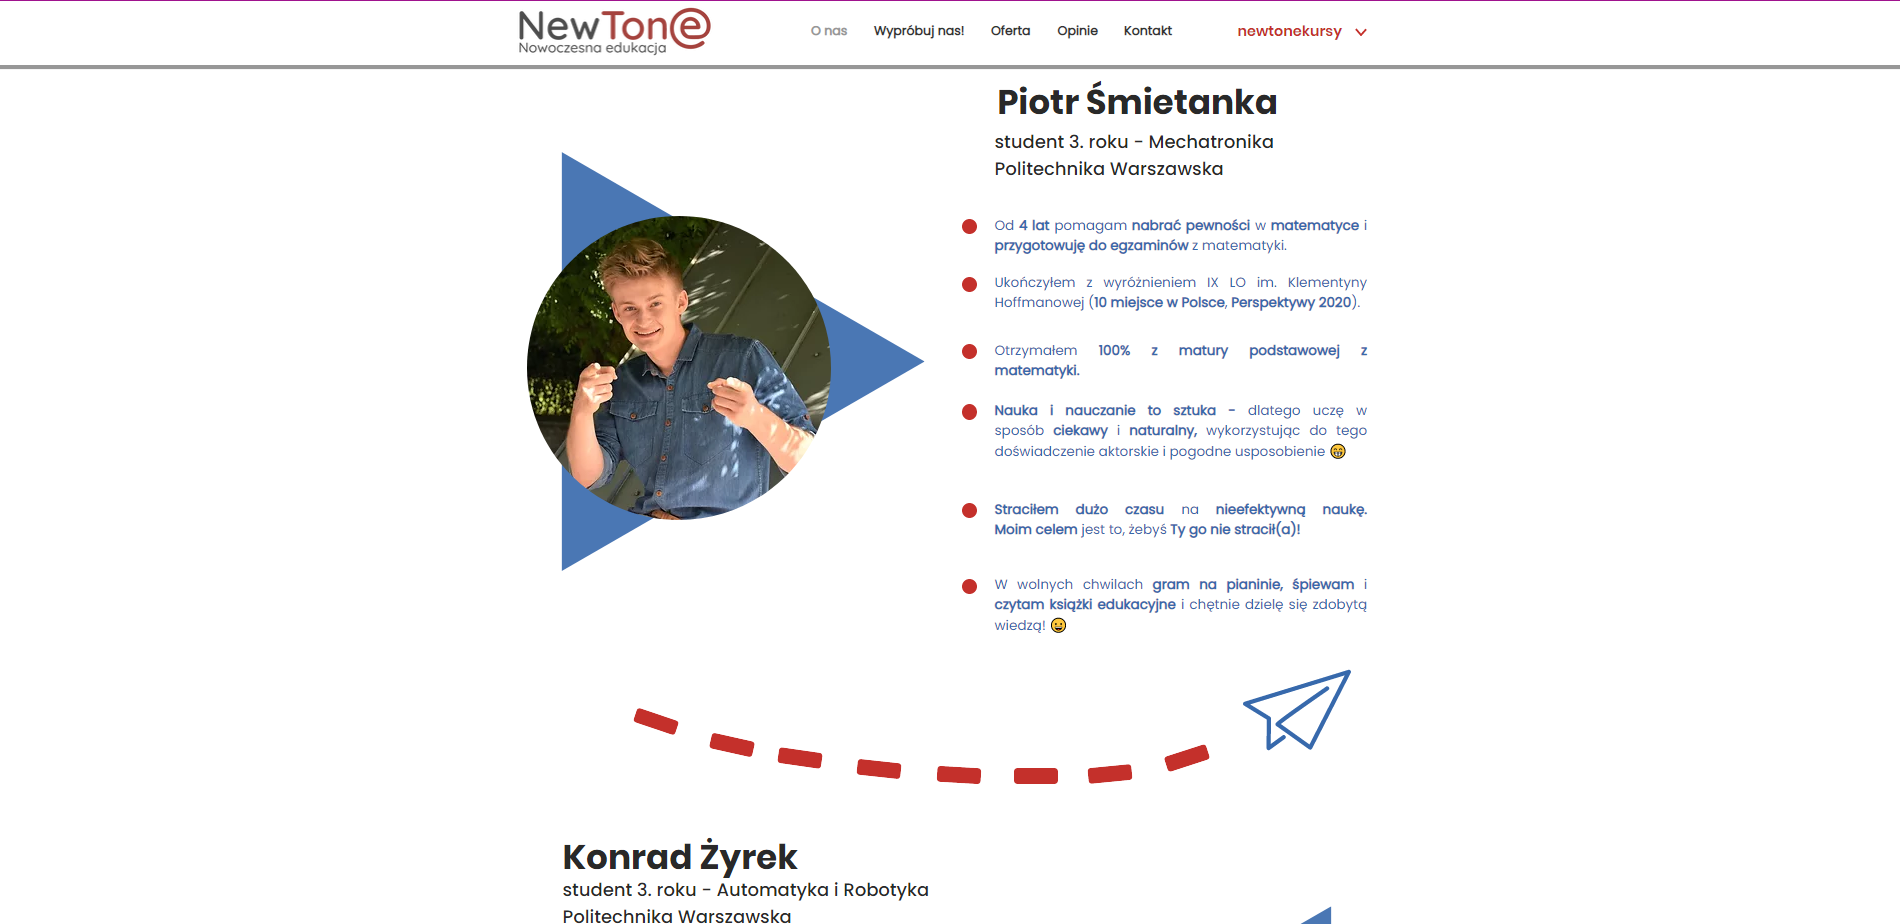 NewTone
Nowoczesna edukacja
O nas
Wypróbuj nas!
Oferta
Opinie
Kontakt
newtonekursy
Piotr Śmietanka
student 3. roku - Mechatronika
Politechnika Warszawska
Od 4 lat pomagam nabrać pewności w matematyce i
przygotowuję do egzaminów z matematyki.
Ukończyłem z wyróżnieniem IX LO im. Klementyny
Hoffmanowej (10 miejsce w Polsce, Perspektywy 2020).
Otrzymałem 100% z matury podstawowej z
matematyki.
Nauka i nauczanie to sztuka - dlatego uczę w
sposób ciekawy i naturalny, wykorzystując do tego
doświadczenie aktorskie i pogodne usposobienie 😁
Straciłem dużo czasu na nieefektywną naukę.
Moim celem jest to, żebyś Ty go nie stracił(a)!
W wolnych chwilach gram na pianinie, śpiewam i
czytam książki edukacyjne i chętnie dzielę się zdobytą
wiedzą! 😀
Konrad Żyrek
student 3. roku - Automatyka i Robotyka
Politechnika Warszawska